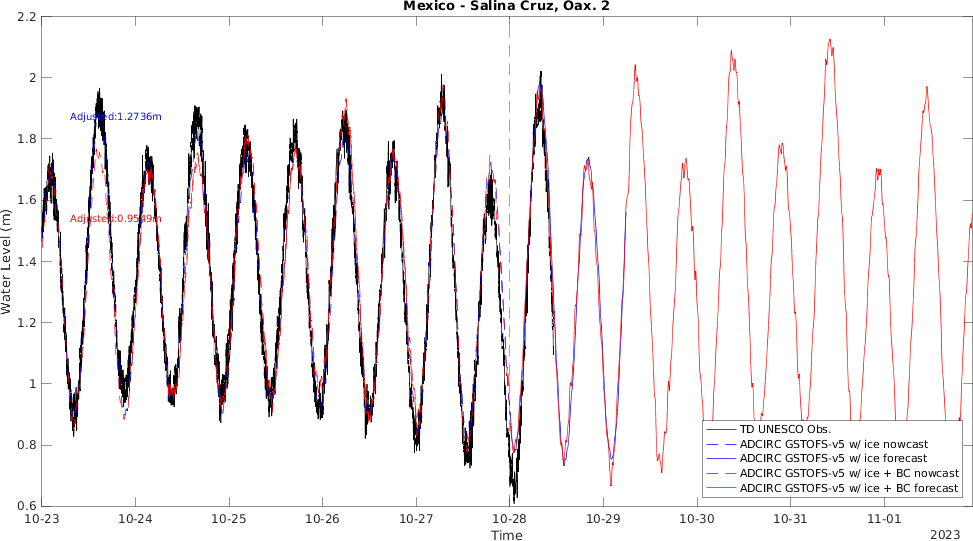 Mexico - Salina Cruz, Oax. 2
2.2
2
1.8
1.6
1.4
1.2
1
0.8
0.6
Water Level (m)
Adjusted:1.2736m
Adjusted:0.9549m
TD UNESCO Obs.
ADCIRC GSTOFS-v5 w/ ice nowcast
ADCIRC GSTOFS-v5 w/ ice forecast
ADCIRC GSTOFS-v5 w/ ice + BC nowcast
ADCIRC GSTOFS-v5 w/ ice + BC forecast
10-23 10-24 10-25 10-26 10-27 10-28 10-29 10-30 10-31 11-01
Time
2023